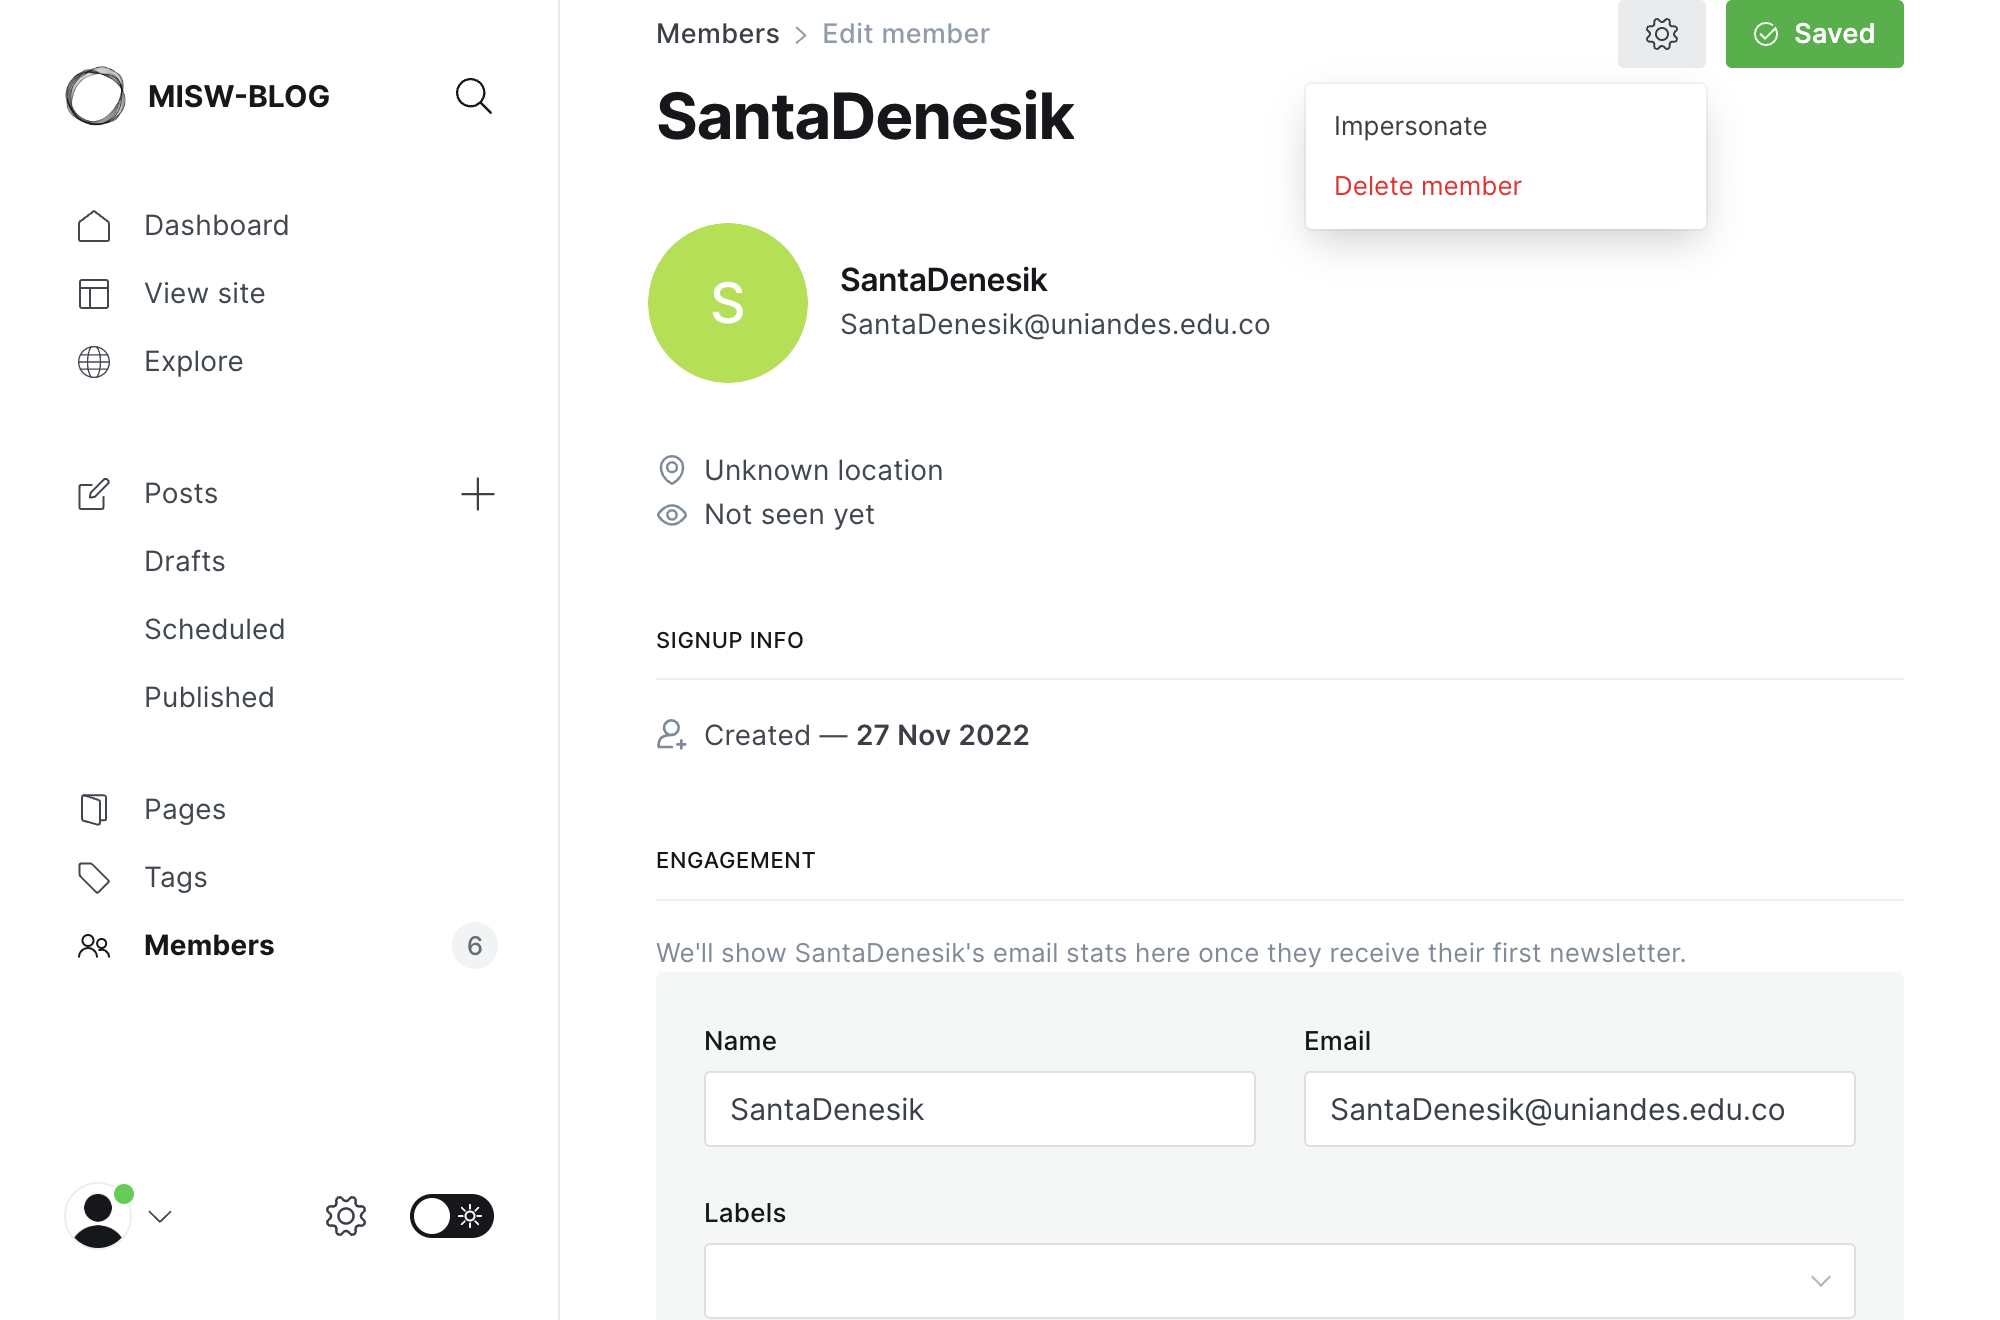 MISW-BLOG
Dashboard
View site
Explore
Posts
Drafts
Scheduled
Published
Pages
Tags
Members
6
Members > Edit member
Saved
SantaDenesik
Impersonate
Delete member
S
SantaDenesik
SantaDenesik@uniandes.edu.co
Unknown location
Not seen yet
SIGNUP INFO
Created — 27 Nov 2022
ENGAGEMENT
We'll show SantaDenesik's email stats here once they receive their first newsletter.
Name
Email
SantaDenesik
SantaDenesik@uniandes.edu.co
Labels